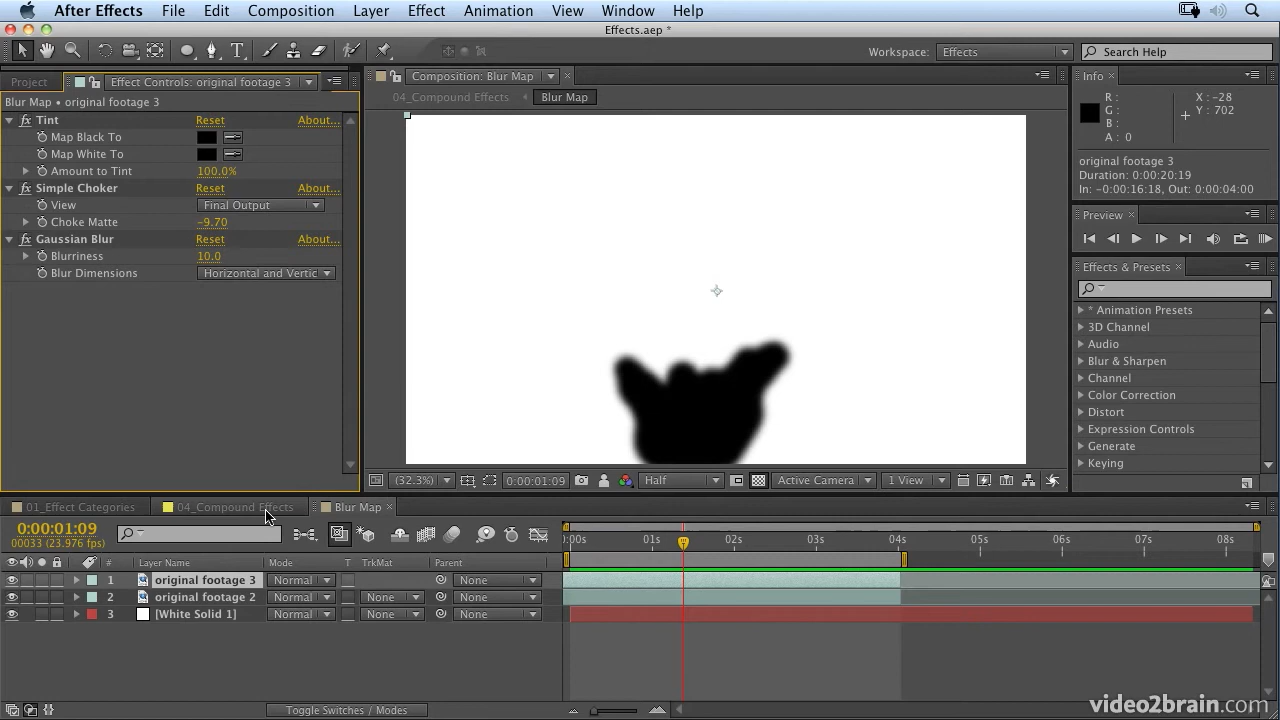 After Effects File Edit Composition Layer Effect Animation View Window Help
Effects.aep *
Workspace: Effects Search Help
Project Effect Controls: original footage 3
Blur Map • original footage 3
Tint Reset About...
Map Black To
Map White To
Amount to Tint 100.0%
Simple Choker Reset About...
View Final Output
Choke Matte -9.70
Gaussian Blur Reset About...
Blurriness 10.0
Blur Dimensions Horizontal and Vertic
Composition: Blur Map
04_Compound Effects Blur Map
(32.3%) 0:00:01:09 Half Active Camera 1 View
Info
R :
G :
B :
A : 0
X : -28
Y : 702
original footage 3
Duration: 0:00:20:19
In: -0:00:16:18, Out: 0:00:04:00
Preview
Effects & Presets
* Animation Presets
3D Channel
Audio
Blur & Sharpen
Channel
Color Correction
Distort
Expression Controls
Generate
Keying
01_Effect Categories 04_Compound Effects Blur Map
0:00:01:09
00033 (23.976 fps)
# Layer Name Mode T TrkMat Parent
:00s 01s 02s 03s 04s 05s 06s 07s 08s
1 original footage 3 Normal None
2 original footage 2 Normal None None
3 [White Solid 1] Normal None None
Toggle Switches / Modes
video2brain.com